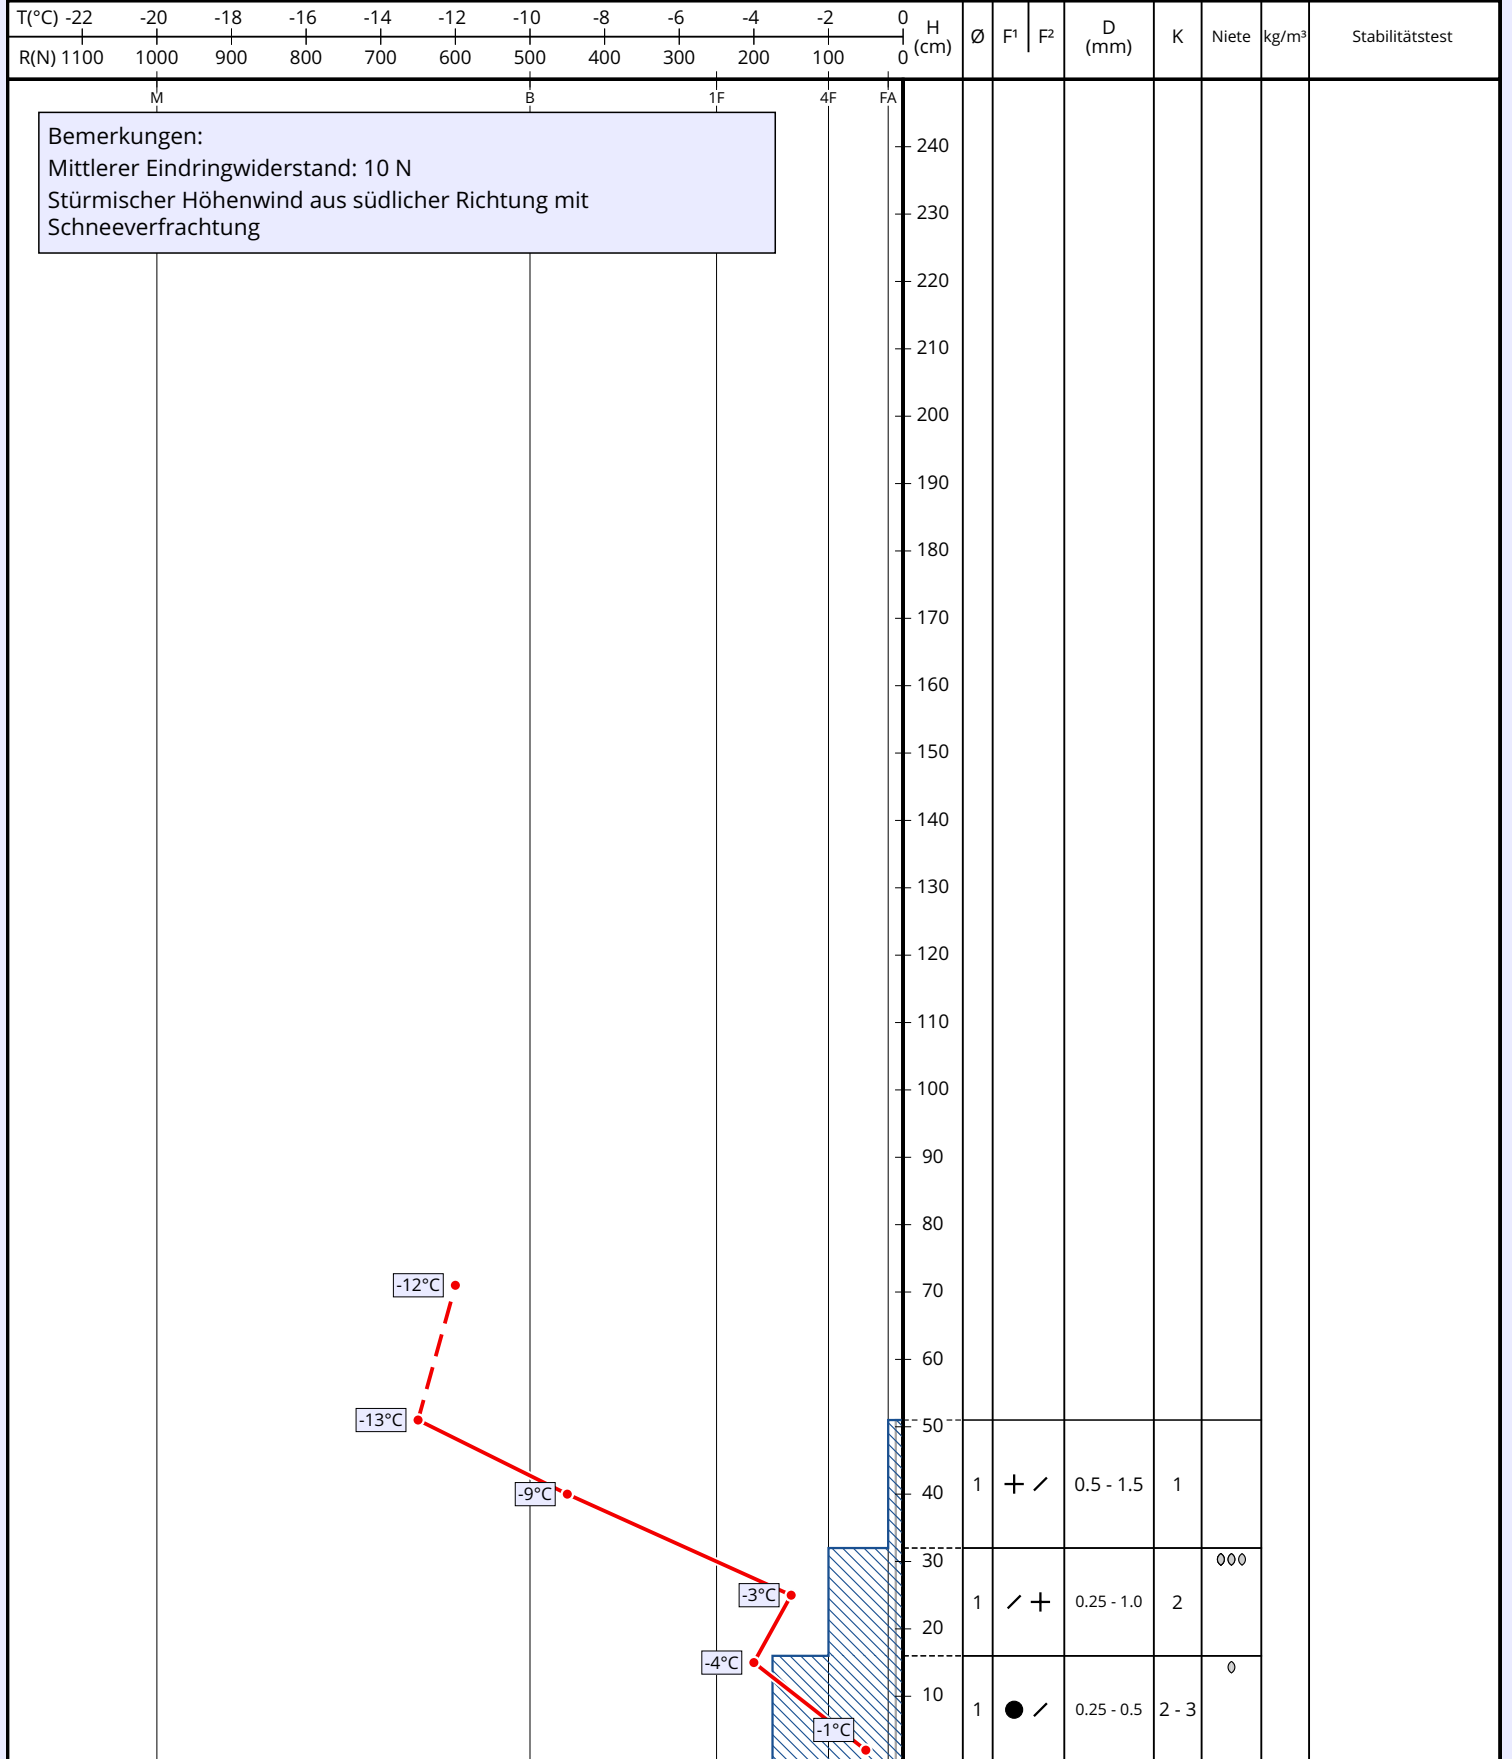 T(°C) -22 -20 -18 -16 -14 -12 -10 -8 -6 -4 -2 0
R(N) 1100 1000 900 800 700 600 500 400 300 200 100 0
H
(cm)
Ø
F¹ F²
D
(mm)
K
Niete
kg/m³
Stabilitätstest
M B 1F 4F FA
Bemerkungen:
Mittlerer Eindringwiderstand: 10 N
Stürmischer Höhenwind aus südlicher Richtung mit
Schneeverfrachtung
240
230
220
210
200
190
180
170
160
150
140
130
120
110
100
90
80
-12°C 70
60
-13°C 50
-9°C 40 1 0.5 - 1.5 1
30
-3°C 1 0.25 - 1.0 2
20
-4°C
10 1 0.25 - 0.5 2 - 3
-1°C